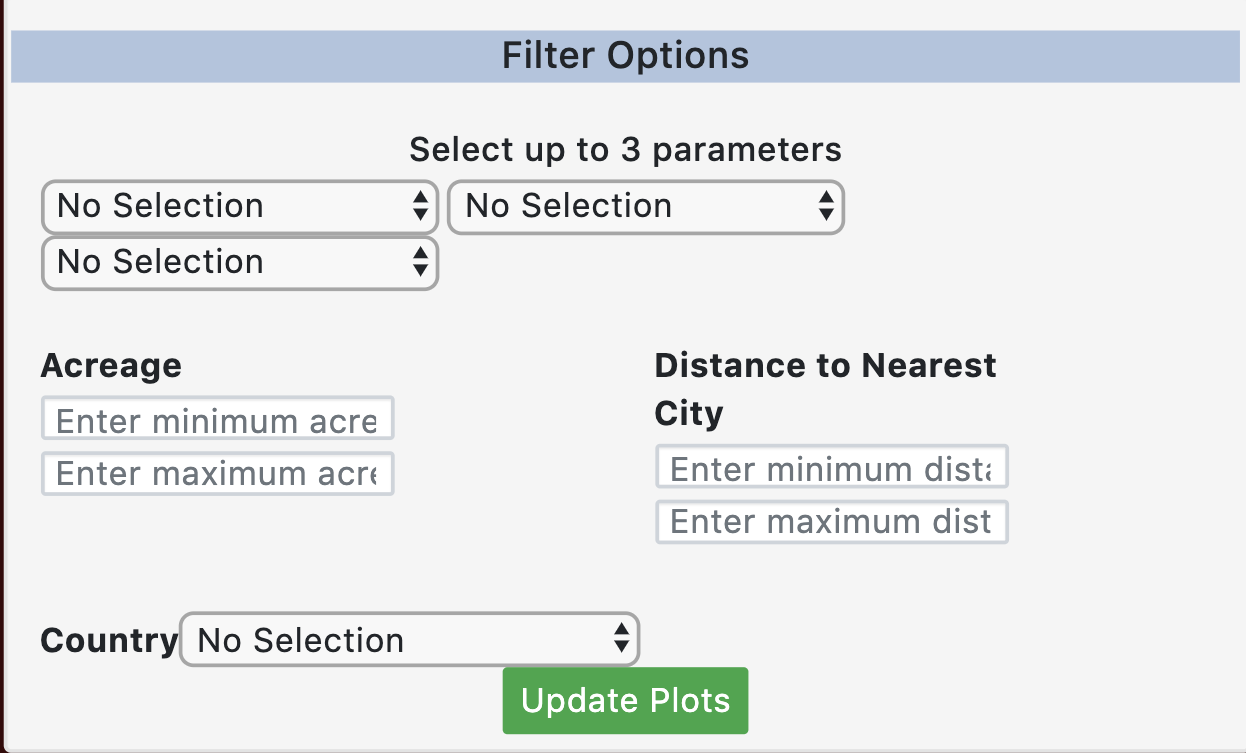 Filter Options
Select up to 3 parameters
No Selection No Selection
No Selection
Acreage
Enter minimum acre
Enter maximum acre
Distance to Nearest
City
Enter minimum dista
Enter maximum dist
Country No Selection
Update Plots